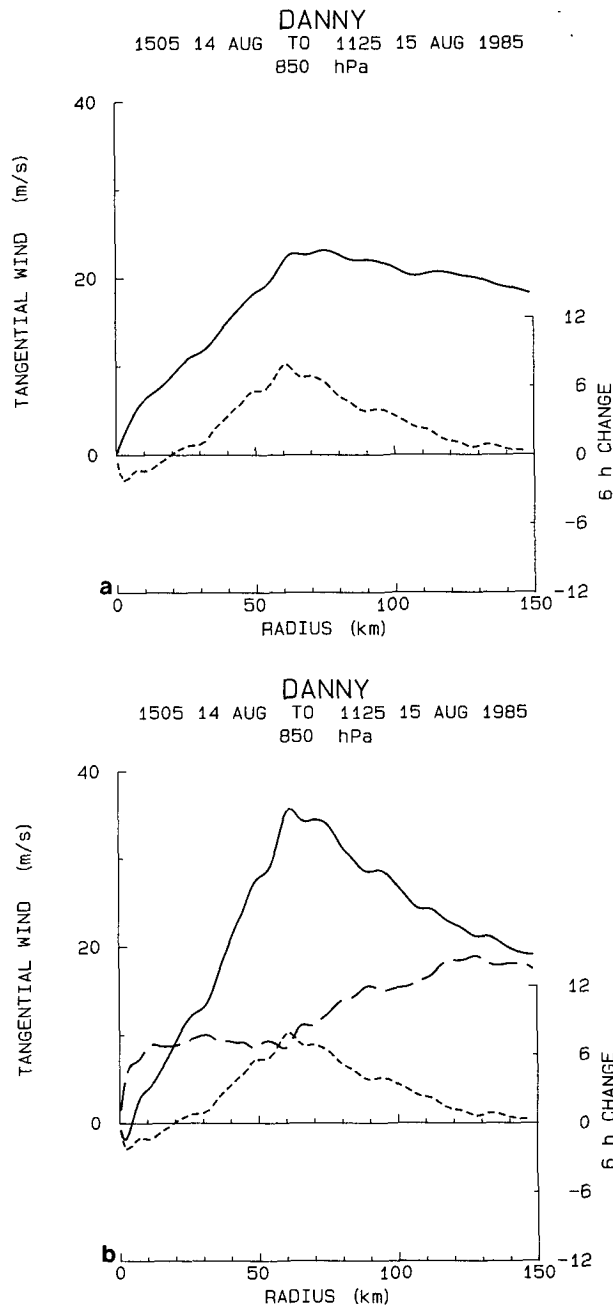 DANNY
1505 14 AUG TO 1125 15 AUG 1985
850 hPa
40
20
0
TANGENTIAL WIND (m/s)
12
6
0
-6
-12
6 h CHANGE
a
0 50 100 150
RADIUS (km)
DANNY
1505 14 AUG TO 1125 15 AUG 1985
850 hPa
40
20
0
TANGENTIAL WIND (m/s)
12
6
0
-6
-12
6 h CHANGE
b
0 50 100 150
RADIUS (km)